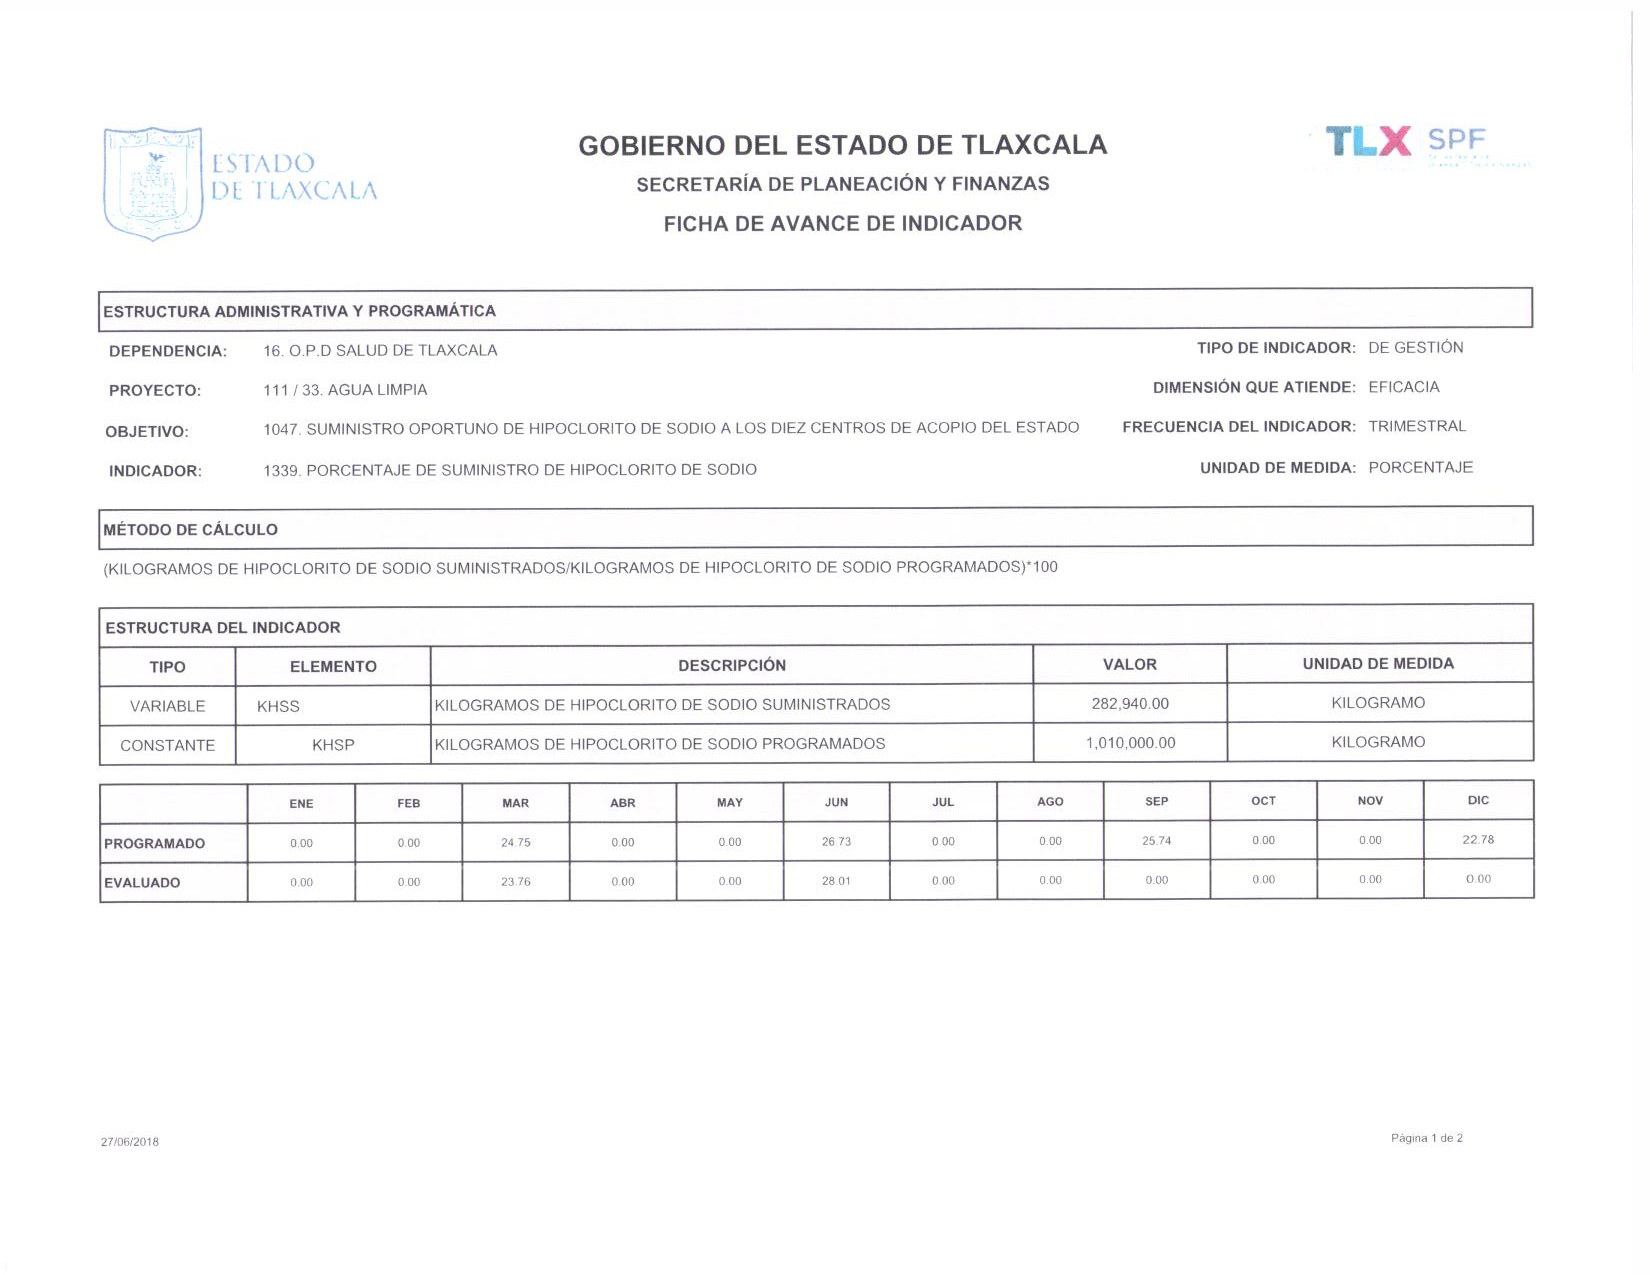 ESTADO
DE TLAXCALA
GOBIERNO DEL ESTADO DE TLAXCALA
SECRETARÍA DE PLANEACIÓN Y FINANZAS
FICHA DE AVANCE DE INDICADOR
TLX SPF
ESTRUCTURA ADMINISTRATIVA Y PROGRAMÁTICA
DEPENDENCIA: 16. O.P.D SALUD DE TLAXCALA TIPO DE INDICADOR: DE GESTIÓN
PROYECTO: 111 / 33. AGUA LIMPIA DIMENSIÓN QUE ATIENDE: EFICACIA
OBJETIVO: 1047. SUMINISTRO OPORTUNO DE HIPOCLORITO DE SODIO A LOS DIEZ CENTROS DE ACOPIO DEL ESTADO FRECUENCIA DEL INDICADOR: TRIMESTRAL
INDICADOR: 1339. PORCENTAJE DE SUMINISTRO DE HIPOCLORITO DE SODIO UNIDAD DE MEDIDA: PORCENTAJE
MÉTODO DE CÁLCULO
(KILOGRAMOS DE HIPOCLORITO DE SODIO SUMINISTRADOS/KILOGRAMOS DE HIPOCLORITO DE SODIO PROGRAMADOS)*100
ESTRUCTURA DEL INDICADOR
TIPO ELEMENTO DESCRIPCIÓN VALOR UNIDAD DE MEDIDA
VARIABLE KHSS KILOGRAMOS DE HIPOCLORITO DE SODIO SUMINISTRADOS 282,940.00 KILOGRAMO
CONSTANTE KHSP KILOGRAMOS DE HIPOCLORITO DE SODIO PROGRAMADOS 1,010,000.00 KILOGRAMO
ENE FEB MAR ABR MAY JUN JUL AGO SEP OCT NOV DIC
PROGRAMADO 0.00 0.00 24.75 0.00 0.00 26.73 0.00 0.00 25.74 0.00 0.00 22.78
EVALUADO 0.00 0.00 23.76 0.00 0.00 28.01 0.00 0.00 0.00 0.00 0.00 0.00
27/06/2018 Página 1 de 2